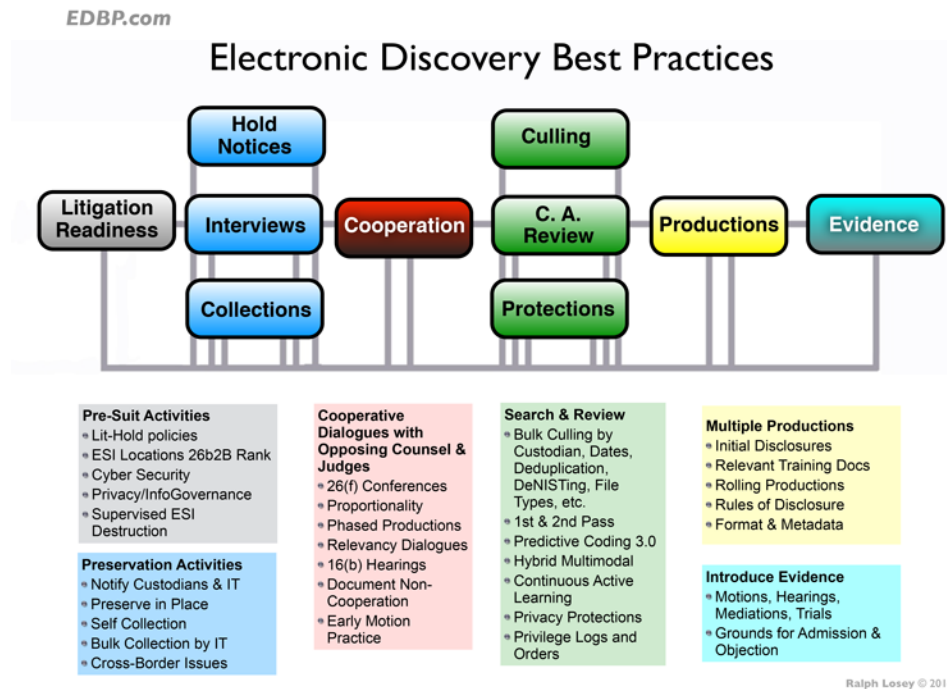 EDBP.com
Electronic Discovery Best Practices
Hold
Notices
Culling
Litigation
Readiness
Interviews
Cooperation
C. A.
Review
Productions
Evidence
Collections
Protections
Pre-Suit Activities
Lit-Hold policies
ESI Locations 26b2B Rank
Cyber Security
Privacy/InfoGovernance
Supervised ESI
Destruction
Preservation Activities
Notify Custodians & IT
Preserve in Place
Self Collection
Bulk Collection by IT
Cross-Border Issues
Cooperative
Dialogues with
Opposing Counsel &
Judges
26(f) Conferences
Proportionality
Phased Productions
Relevancy Dialogues
16(b) Hearings
Document Non-
Cooperation
Early Motion
Practice
Search & Review
Bulk Culling by
Custodian, Dates,
Deduplication,
DeNISTing, File
Types, etc.
1st & 2nd Pass
Predictive Coding 3.0
Hybrid Multimodal
Continuous Active
Learning
Privacy Protections
Privilege Logs and
Orders
Multiple Productions
Initial Disclosures
Relevant Training Docs
Rolling Productions
Rules of Disclosure
Format & Metadata
Introduce Evidence
Motions, Hearings,
Mediations, Trials
Grounds for Admission &
Objection
Ralph Losey © 201